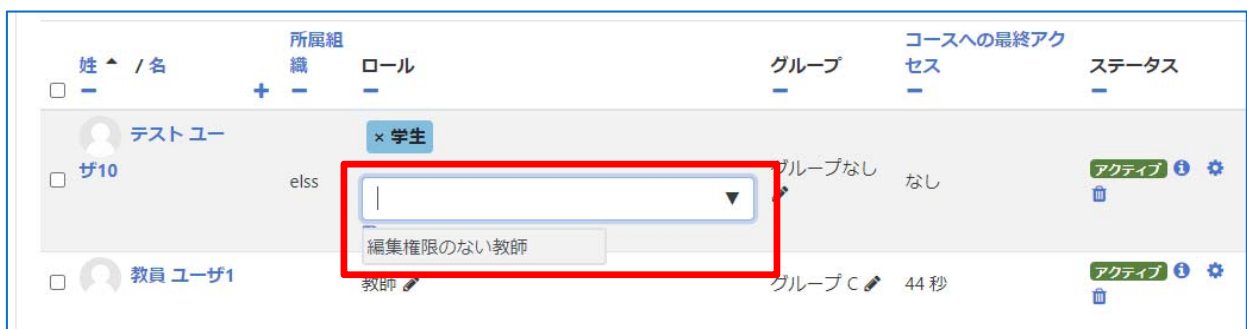 姓 / 名
所属組織
ロール
グループ
コースへの最終アクセス
ステータス
テスト ユーザ10
elss
× 学生
グループなし
なし
アクティブ
編集権限のない教師
教員 ユーザ1
教師
グループ C
44 秒
アクティブ